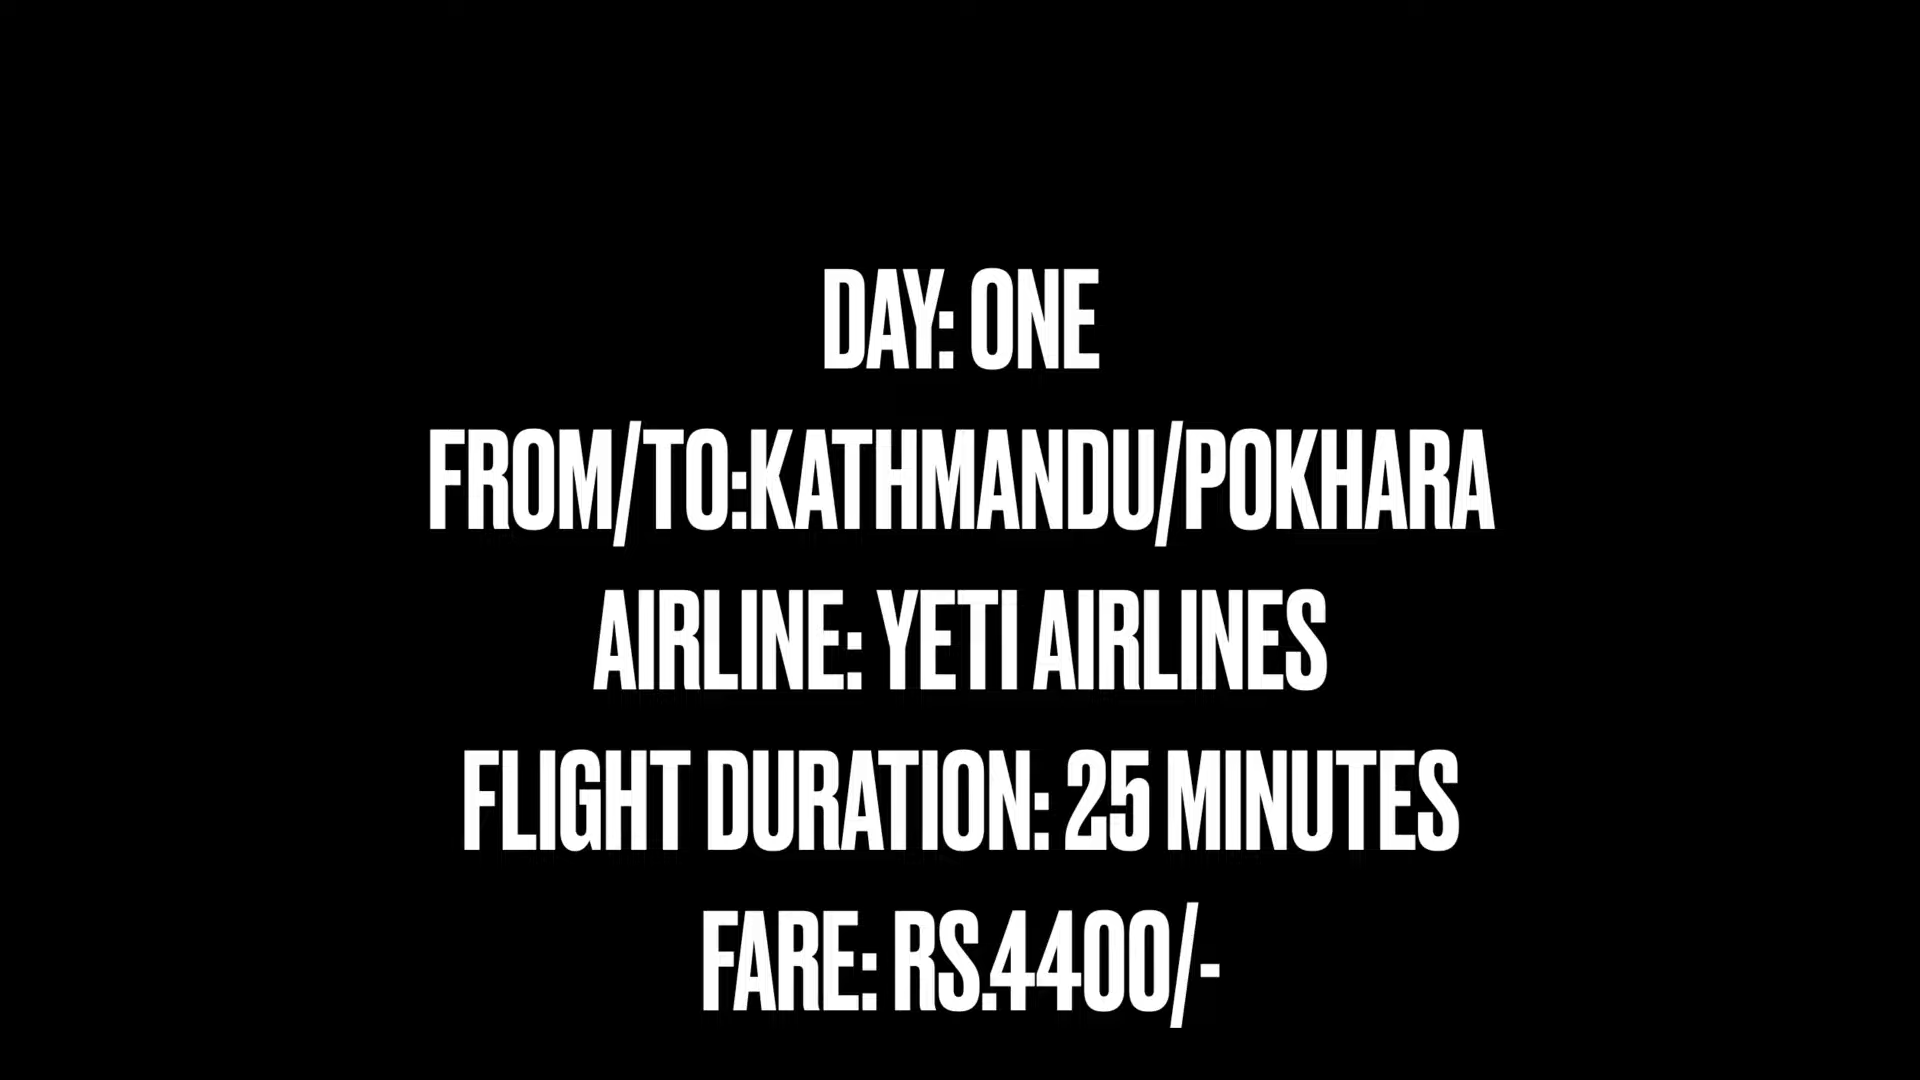 DAY: ONE
FROM/TO:KATHMANDU/POKHARA
AIRLINE: YETI AIRLINES
FLIGHT DURATION: 25 MINUTES
FARE: RS.4400/-